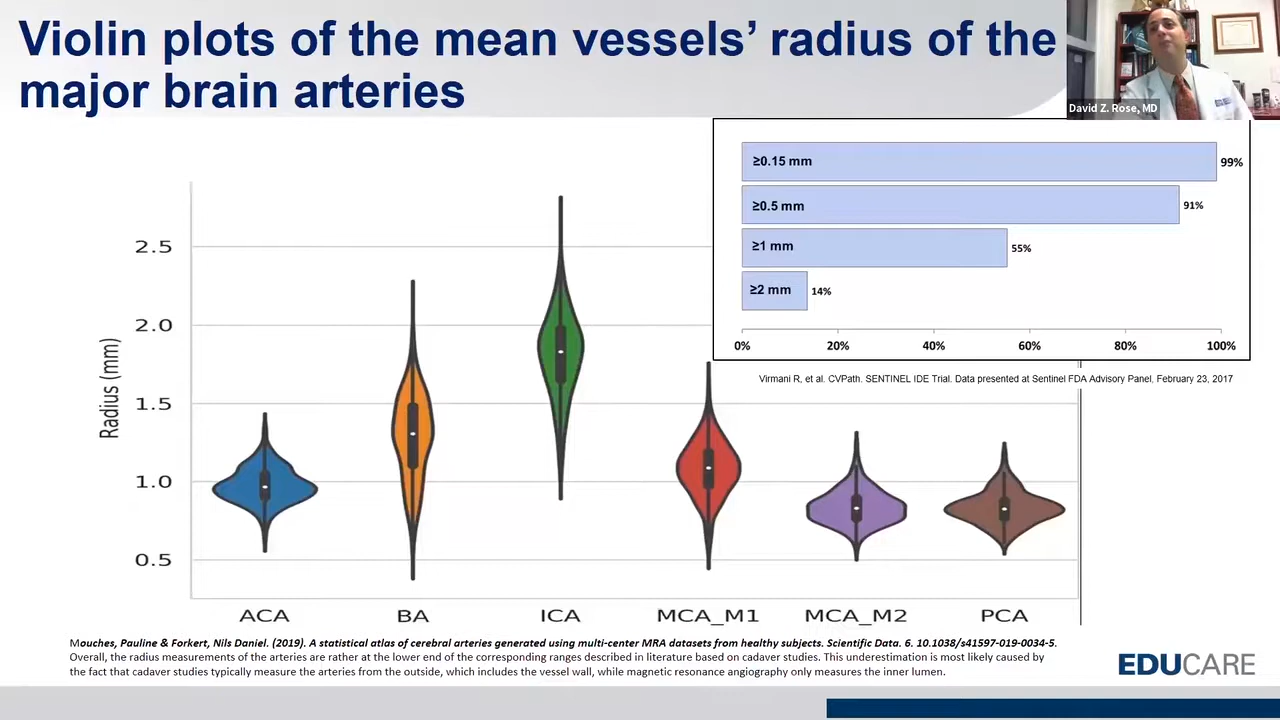 Violin plots of the mean vessels' radius of the
major brain arteries
David Z. Rose, MD
≥0.15 mm
99%
≥0.5 mm
91%
≥1 mm
55%
≥2 mm
14%
0%
20%
40%
60%
80%
100%
Virmani R, et al. CVPath. SENTINEL IDE Trial. Data presented at Sentinel FDA Advisory Panel, February 23, 2017
Radius (mm)
2.5
2.0
1.5
1.0
0.5
ACA
BA
ICA
MCA_M1
MCA_M2
PCA
Mouches, Pauline & Forkert, Nils Daniel. (2019). A statistical atlas of cerebral arteries generated using multi-center MRA datasets from healthy subjects. Scientific Data. 6. 10.1038/s41597-019-0034-5.
Overall, the radius measurements of the arteries are rather at the lower end of the corresponding ranges described in literature based on cadaver studies. This underestimation is most likely caused by
the fact that cadaver studies typically measure the arteries from the outside, which includes the vessel wall, while magnetic resonance angiography only measures the inner lumen.
EDUCARE